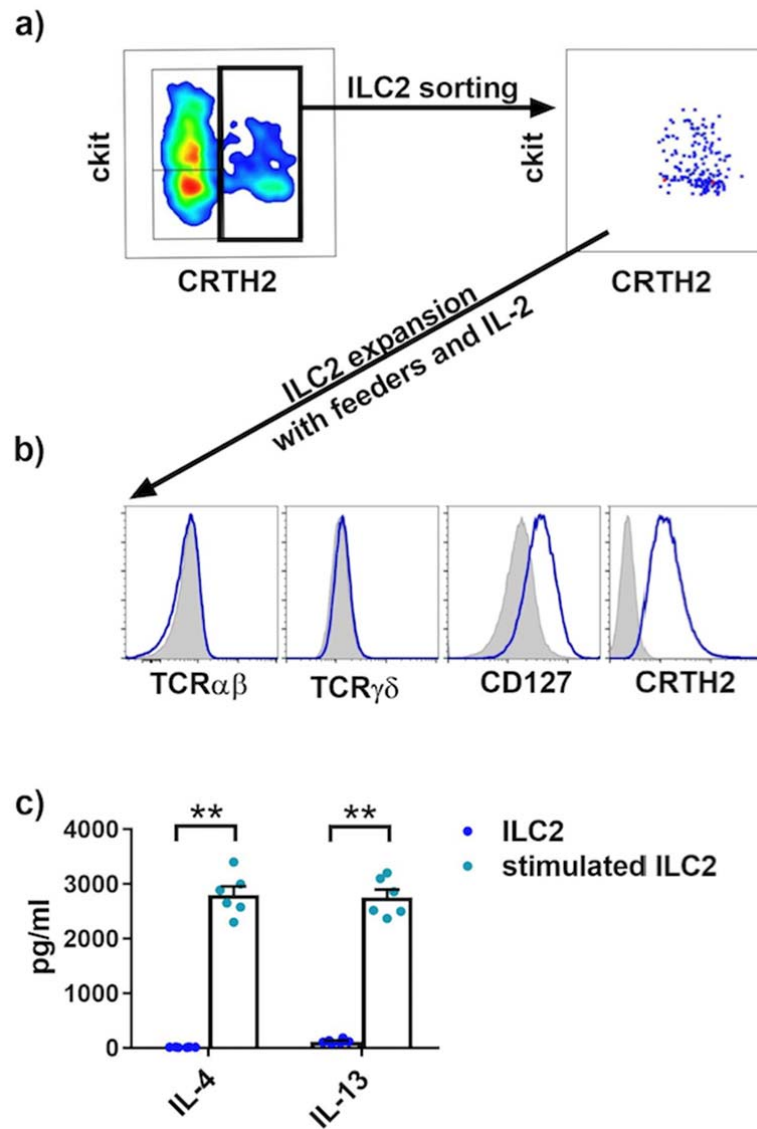 a)
ckit
CRTH2
ILC2 sorting
ckit
CRTH2
ILC2 expansion
with feeders and IL-2
b)
TCRαβ
TCRγδ
CD127
CRTH2
c)
** **
pg/ml
4000
3000
2000
1000
0
IL-4
IL-13
ILC2
stimulated ILC2